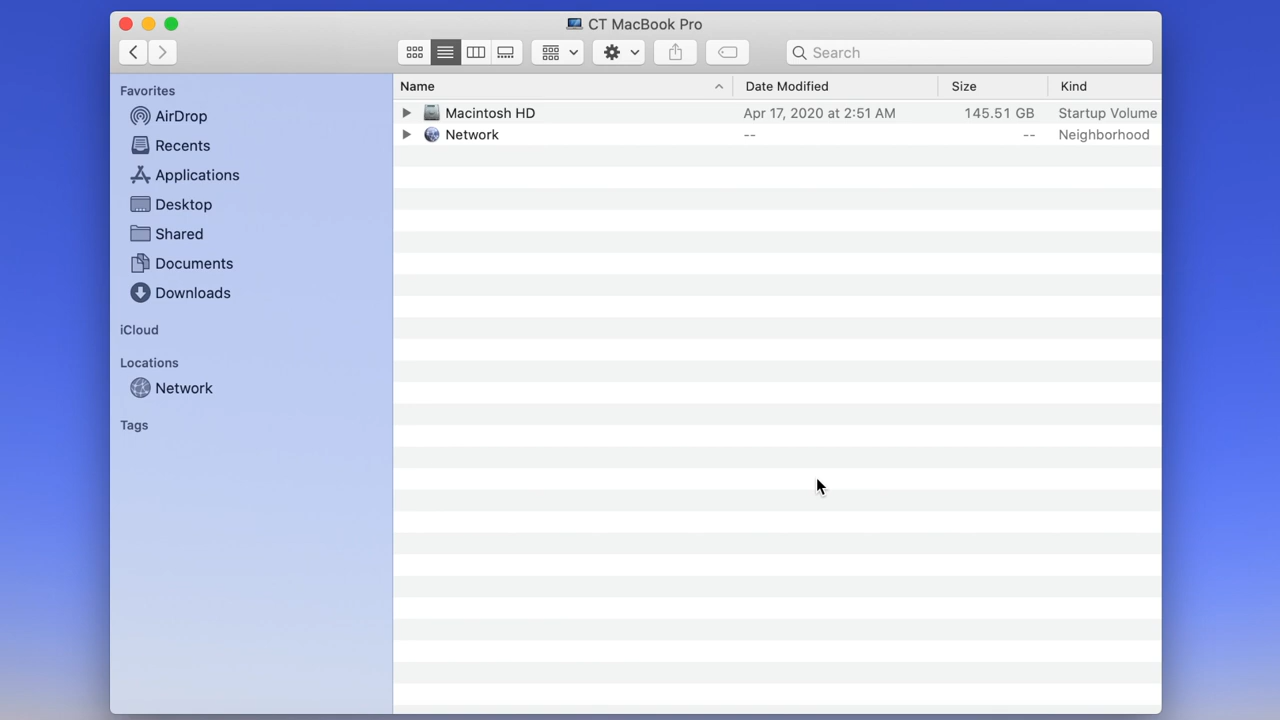 CT MacBook Pro
Search
Favorites
AirDrop
Recents
Applications
Desktop
Shared
Documents
Downloads
iCloud
Locations
Network
Tags
Name Date Modified Size Kind
Macintosh HD Apr 17, 2020 at 2:51 AM 145.51 GB Startup Volume
Network -- -- Neighborhood